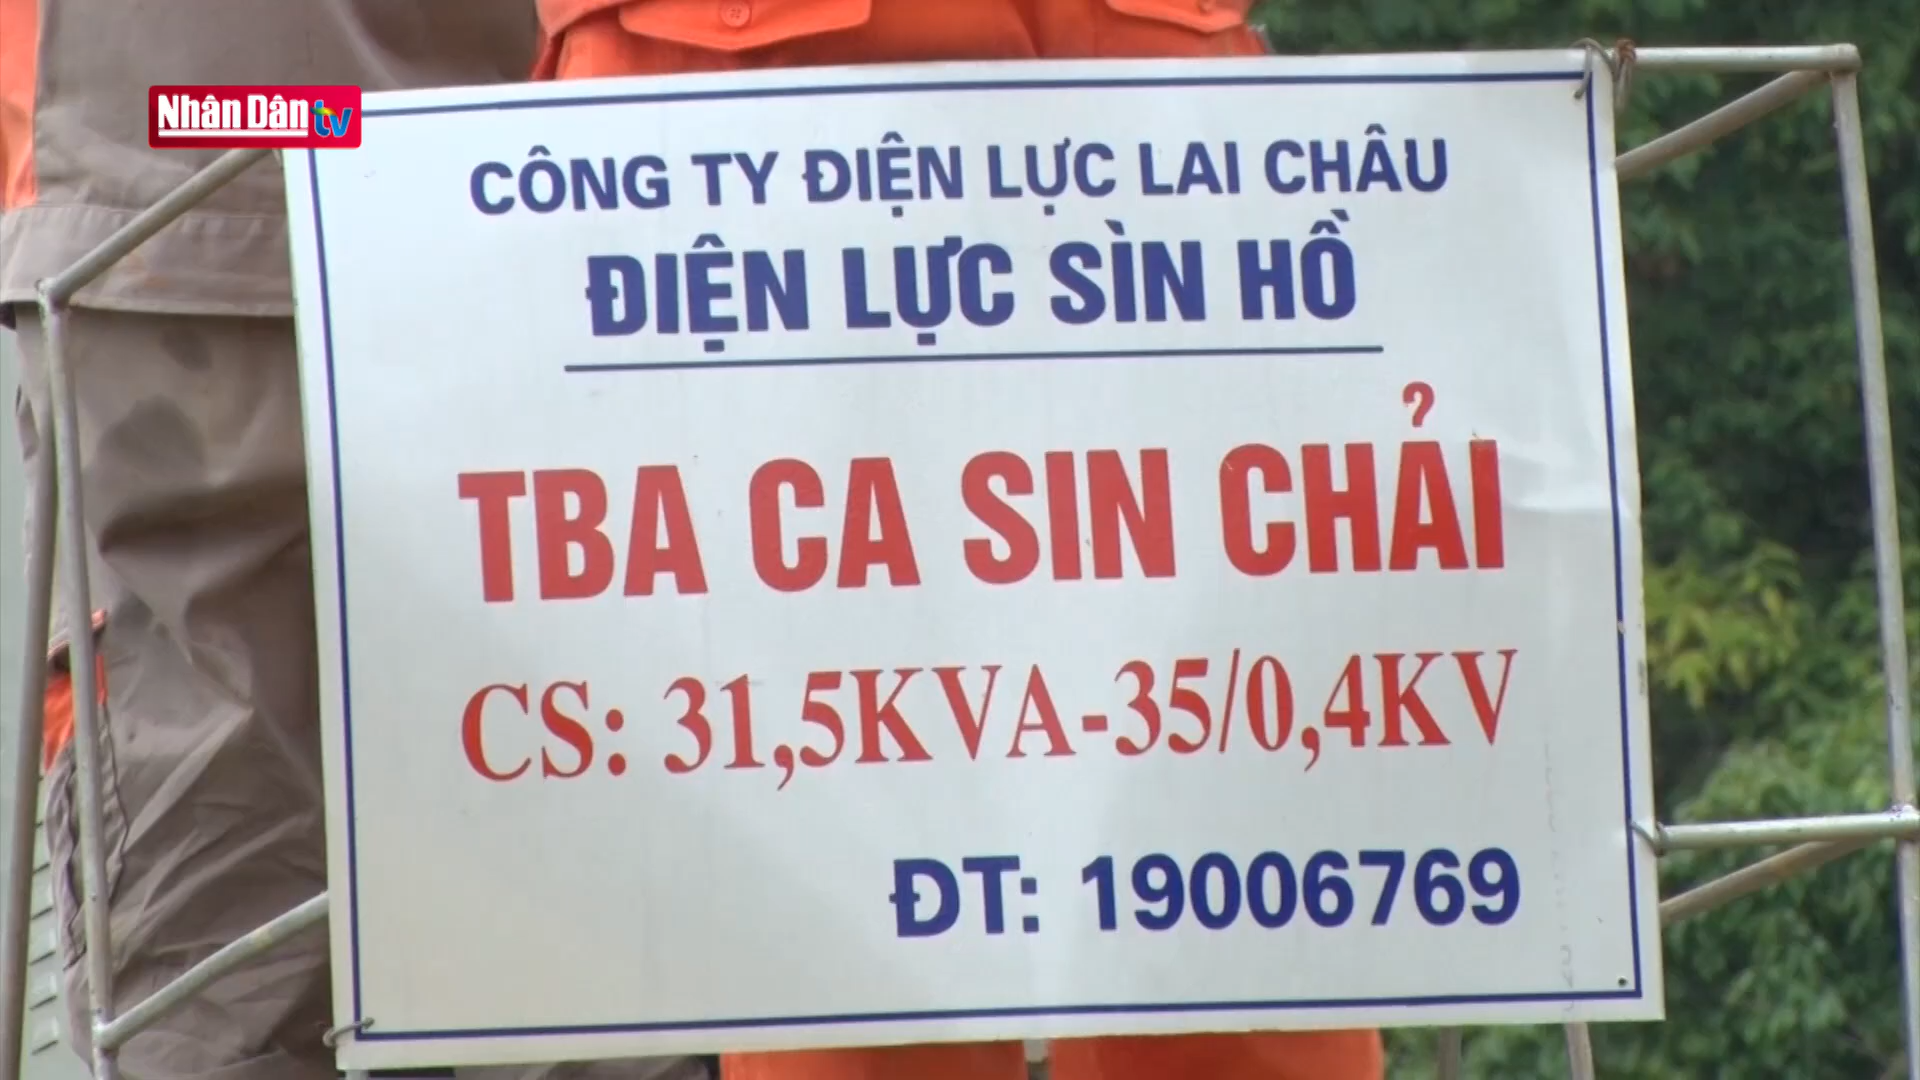 Nhân Dân tv
CÔNG TY ĐIỆN LỰC LAI CHÂU
ĐIỆN LỰC SÌN HỒ
TBA CA SIN CHẢI
CS: 31,5KVA-35/0,4KV
ĐT: 19006769